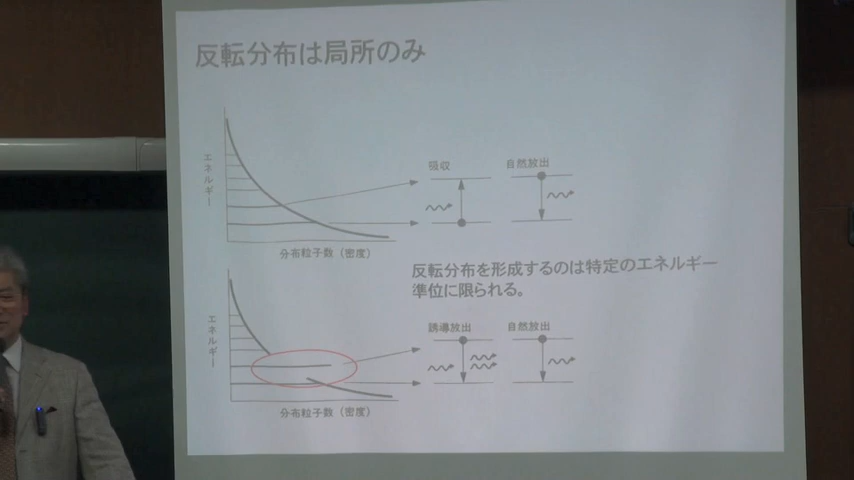 反転分布は局所のみ
エネルギー
分布粒子数（密度）
吸収
自然放出
反転分布を形成するのは特定のエネルギー
準位に限られる。
エネルギー
分布粒子数（密度）
誘導放出
自然放出